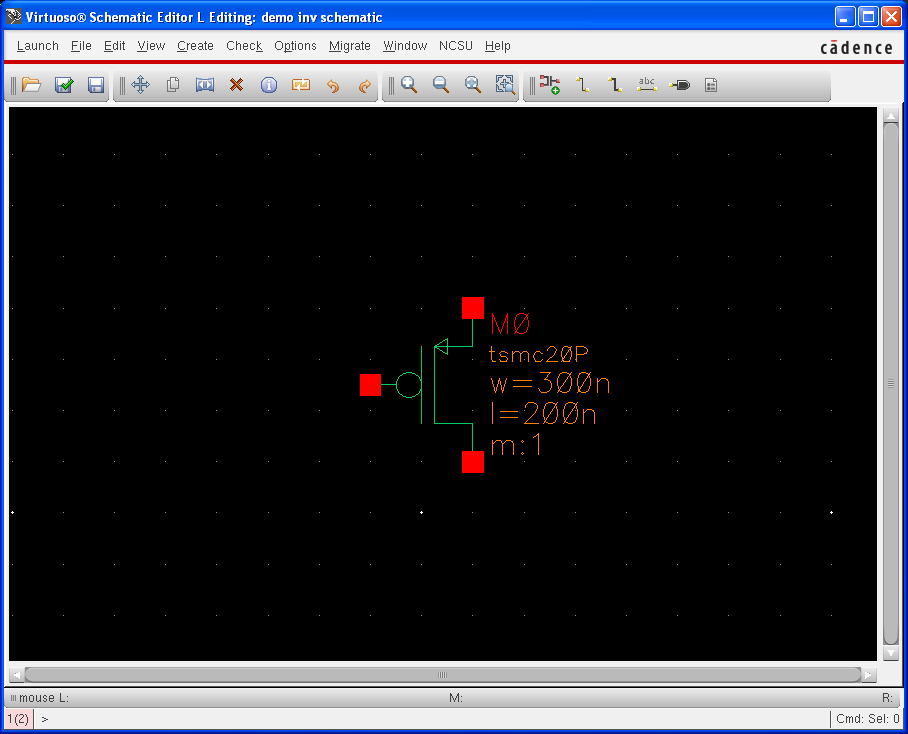 Virtuoso® Schematic Editor L Editing: demo inv schematic
Launch File Edit View Create Check Options Migrate Window NCSU Help
cādence
abc
M0
tsmc20P
w=300n
l=200n
m:1
mouse L: M: R:
1(2) > Cmd: Sel: 0